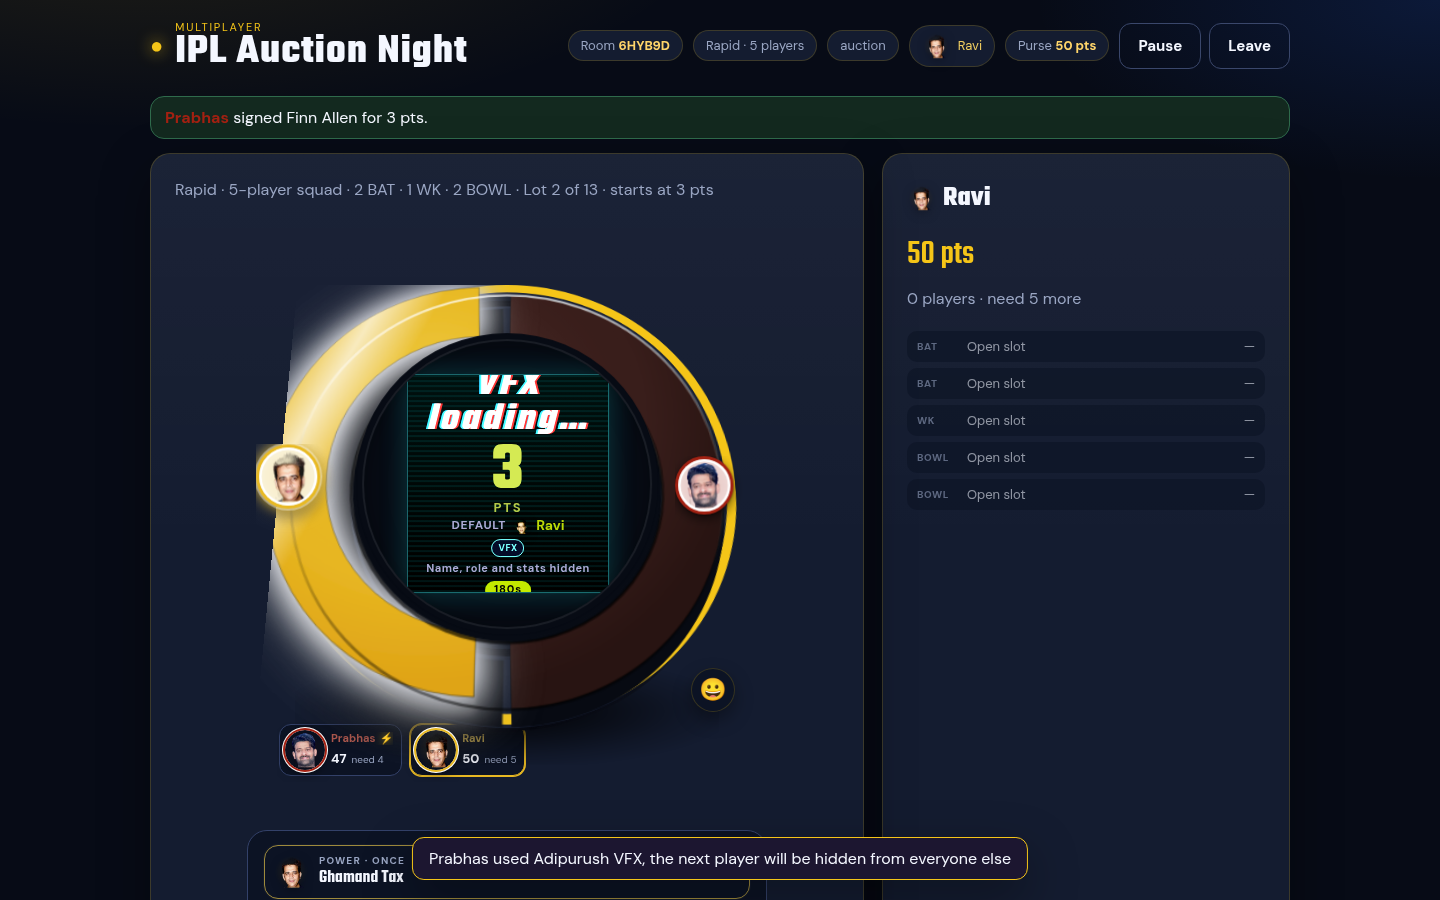 MULTIPLAYER
IPL Auction Night
Room 6HYB9D
Rapid · 5 players
auction
Ravi
Purse 50 pts
Pause
Leave
Prabhas signed Finn Allen for 3 pts.
Rapid · 5-player squad · 2 BAT · 1 WK · 2 BOWL · Lot 2 of 13 · starts at 3 pts
VFX
loading...
3
PTS
DEFAULT Ravi
VFX
Name, role and stats hidden
180s
😀
Prabhas ⚡
47 need 4
Ravi
50 need 5
POWER · ONCE
Ghamand Tax
Prabhas used Adipurush VFX, the next player will be hidden from everyone else
Ravi
50 pts
0 players · need 5 more
BAT Open slot —
BAT Open slot —
WK Open slot —
BOWL Open slot —
BOWL Open slot —